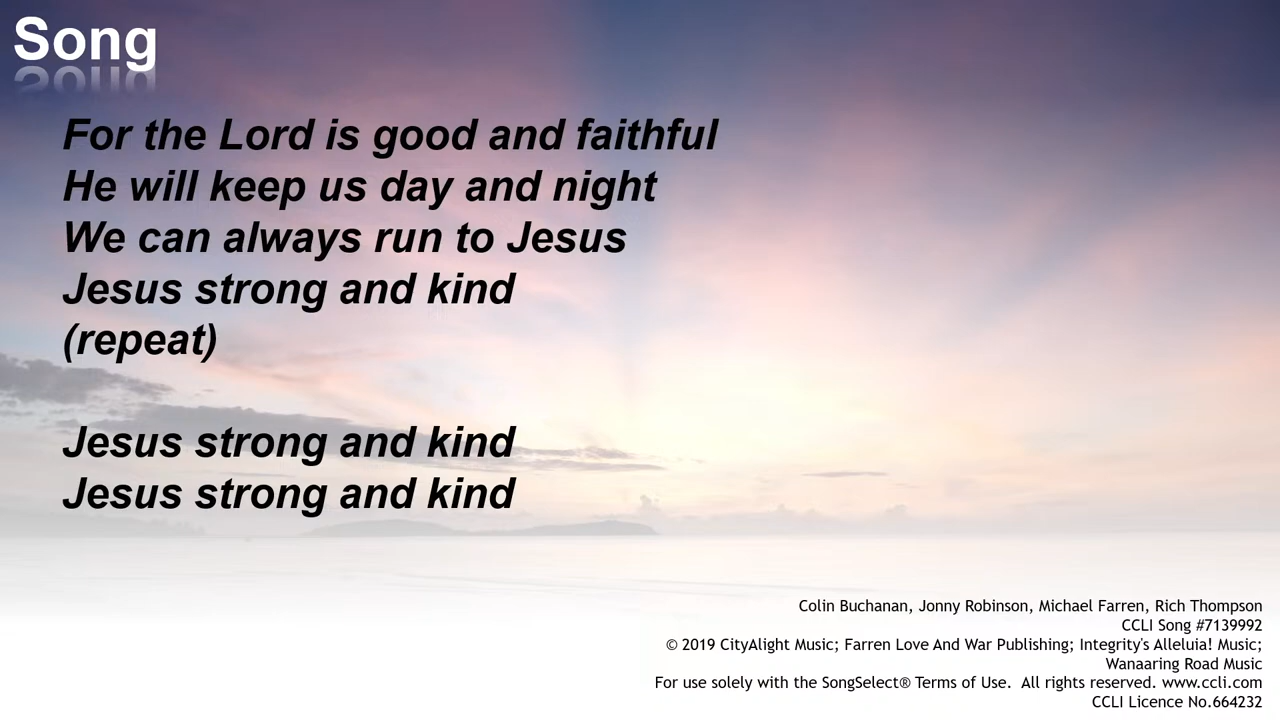 Song
For the Lord is good and faithful
He will keep us day and night
We can always run to Jesus
Jesus strong and kind
(repeat)
Jesus strong and kind
Jesus strong and kind
Colin Buchanan, Jonny Robinson, Michael Farren, Rich Thompson
CCLI Song #7139992
© 2019 CityAlight Music; Farren Love And War Publishing; Integrity's Alleluia! Music;
Wanaaring Road Music
For use solely with the SongSelect® Terms of Use.  All rights reserved. www.ccli.com
CCLI Licence No.664232